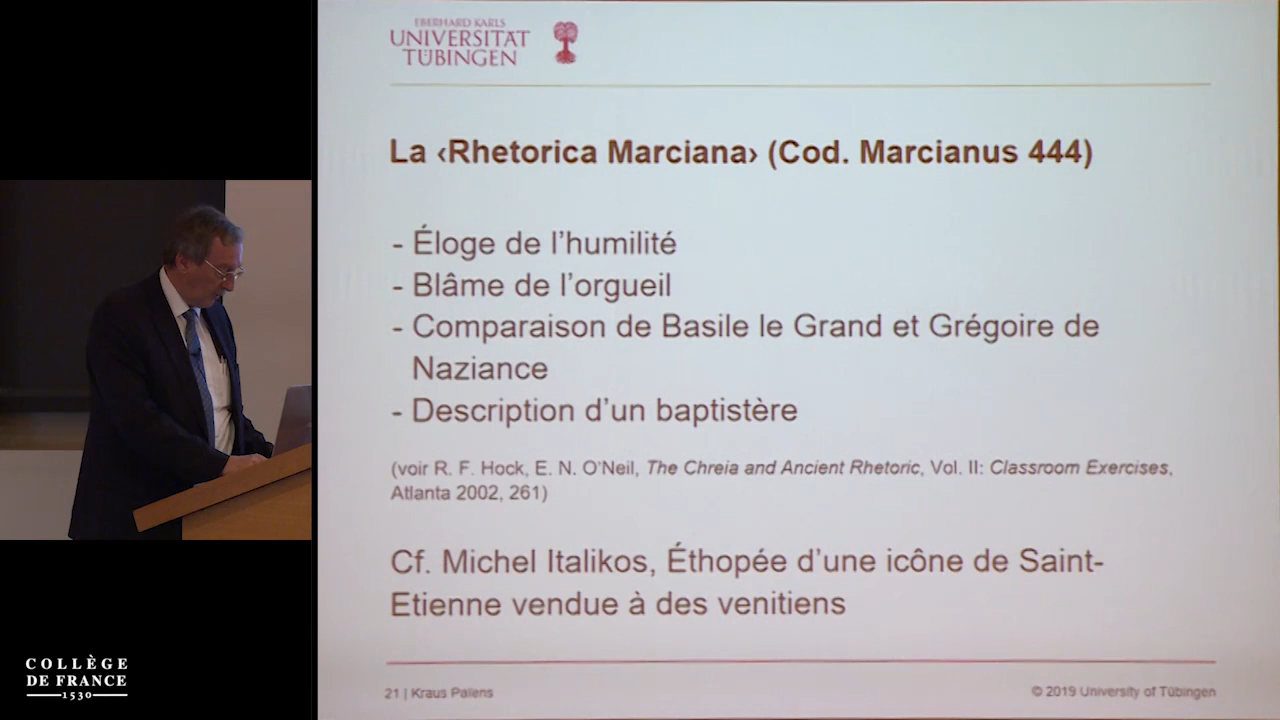 EBERHARD KARLS
UNIVERSITÄT
TÜBINGEN
La ‹Rhetorica Marciana› (Cod. Marcianus 444)
- Éloge de l’humilité
- Blâme de l’orgueil
- Comparaison de Basile le Grand et Grégoire de
Naziance
- Description d’un baptistère
(voir R. F. Hock, E. N. O’Neil, The Chreia and Ancient Rhetoric, Vol. II: Classroom Exercises,
Atlanta 2002, 261)
Cf. Michel Italikos, Éthopée d’une icône de Saint-
Etienne vendue à des venitiens
21 | Kraus Paĭens
© 2019 University of Tübingen
COLLÈGE
DE FRANCE
1530